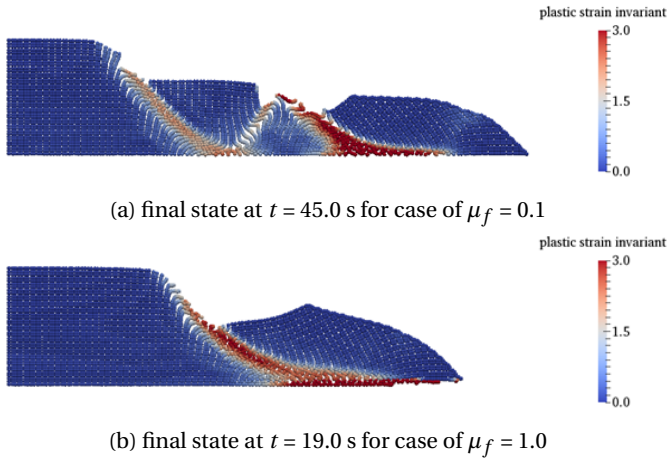 plastic strain invariant
3.0
1.5
0.0
(a) final state at t = 45.0 s for case of μ_f = 0.1
plastic strain invariant
3.0
1.5
0.0
(b) final state at t = 19.0 s for case of μ_f = 1.0